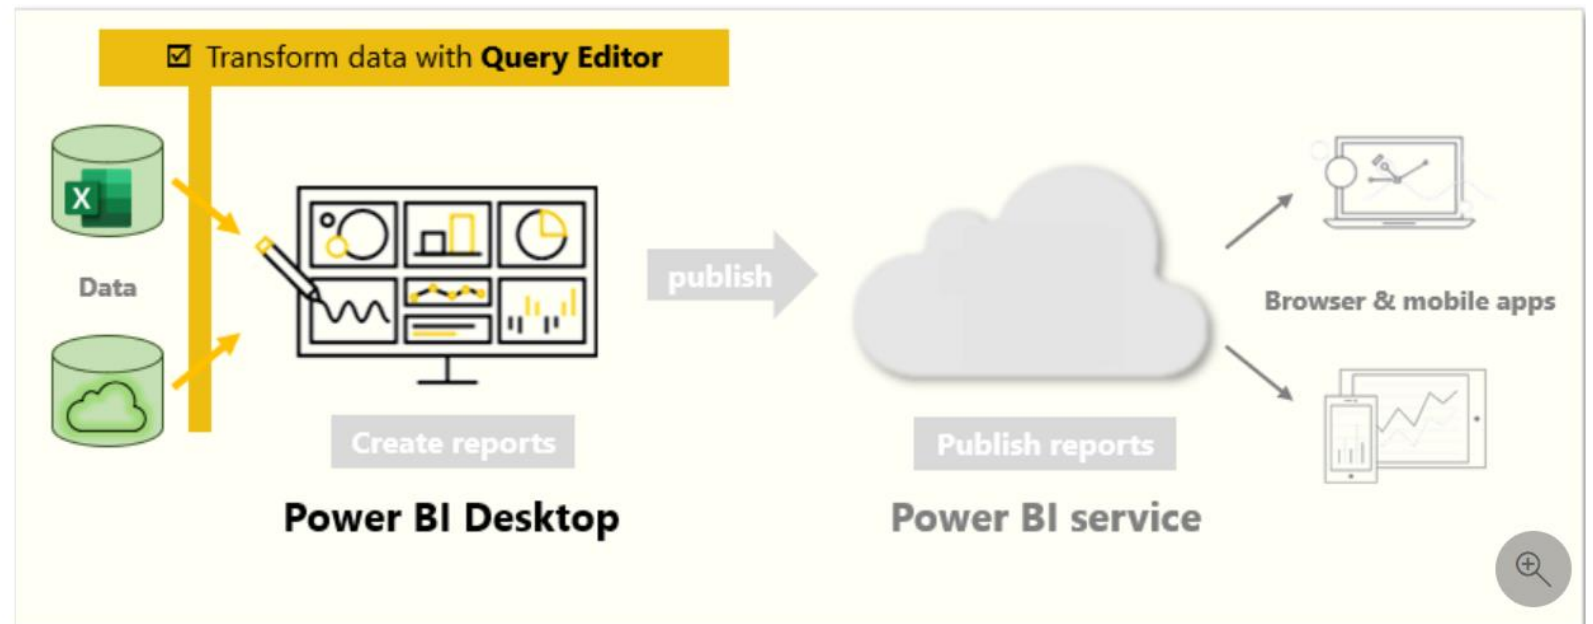 Transform data with Query Editor
X
Data
publish
Browser & mobile apps
Create reports
Publish reports
Power BI Desktop
Power BI service